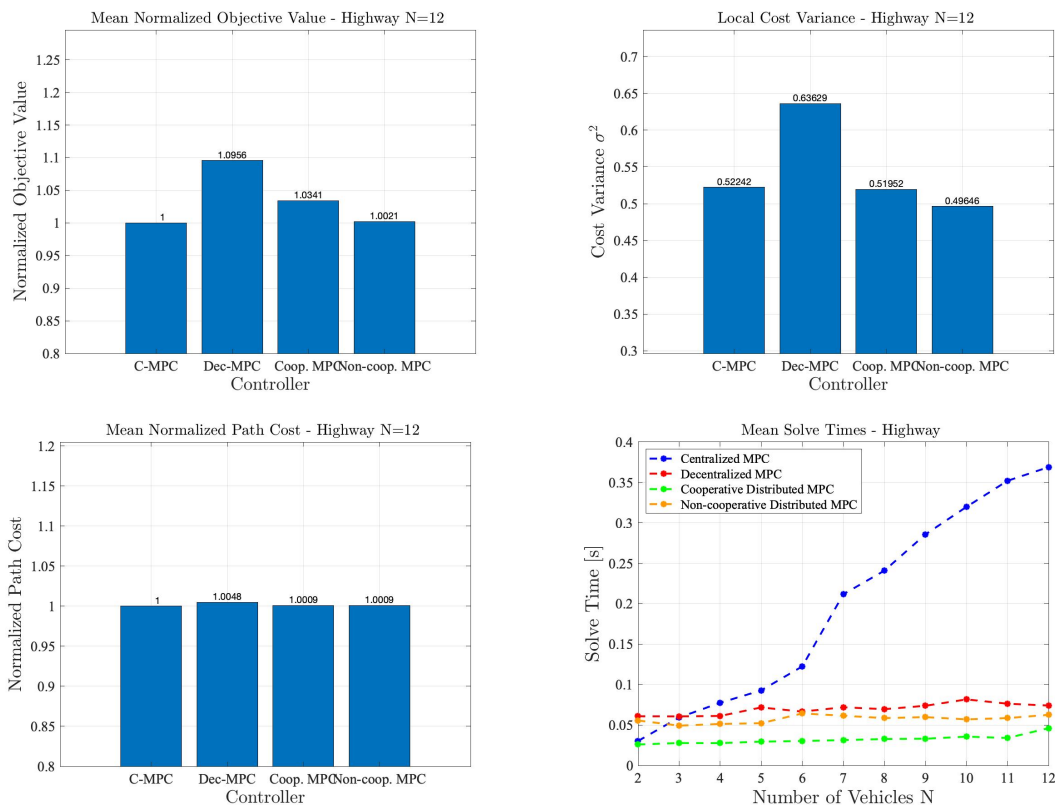 Mean Normalized Objective Value - Highway N=12
Normalized Objective Value
1.25
1.2
1.15
1.1
1.05
1
0.95
0.9
0.85
0.8
1
1.0956
1.0341
1.0021
C-MPC Dec-MPC Coop. MPC Non-coop. MPC
Controller
Local Cost Variance - Highway N=12
Cost Variance σ²
0.7
0.65
0.6
0.55
0.5
0.45
0.4
0.35
0.3
0.52242
0.63629
0.51952
0.49646
C-MPC Dec-MPC Coop. MPC Non-coop. MPC
Controller
Mean Normalized Path Cost - Highway N=12
Normalized Path Cost
1.2
1.15
1.1
1.05
1
0.95
0.9
0.85
0.8
1
1.0048
1.0009
1.0009
C-MPC Dec-MPC Coop. MPC Non-coop. MPC
Controller
Mean Solve Times - Highway
Solve Time [s]
0.4
0.35
0.3
0.25
0.2
0.15
0.1
0.05
0
Centralized MPC
Decentralized MPC
Cooperative Distributed MPC
Non-cooperative Distributed MPC
2 3 4 5 6 7 8 9 10 11 12
Number of Vehicles N